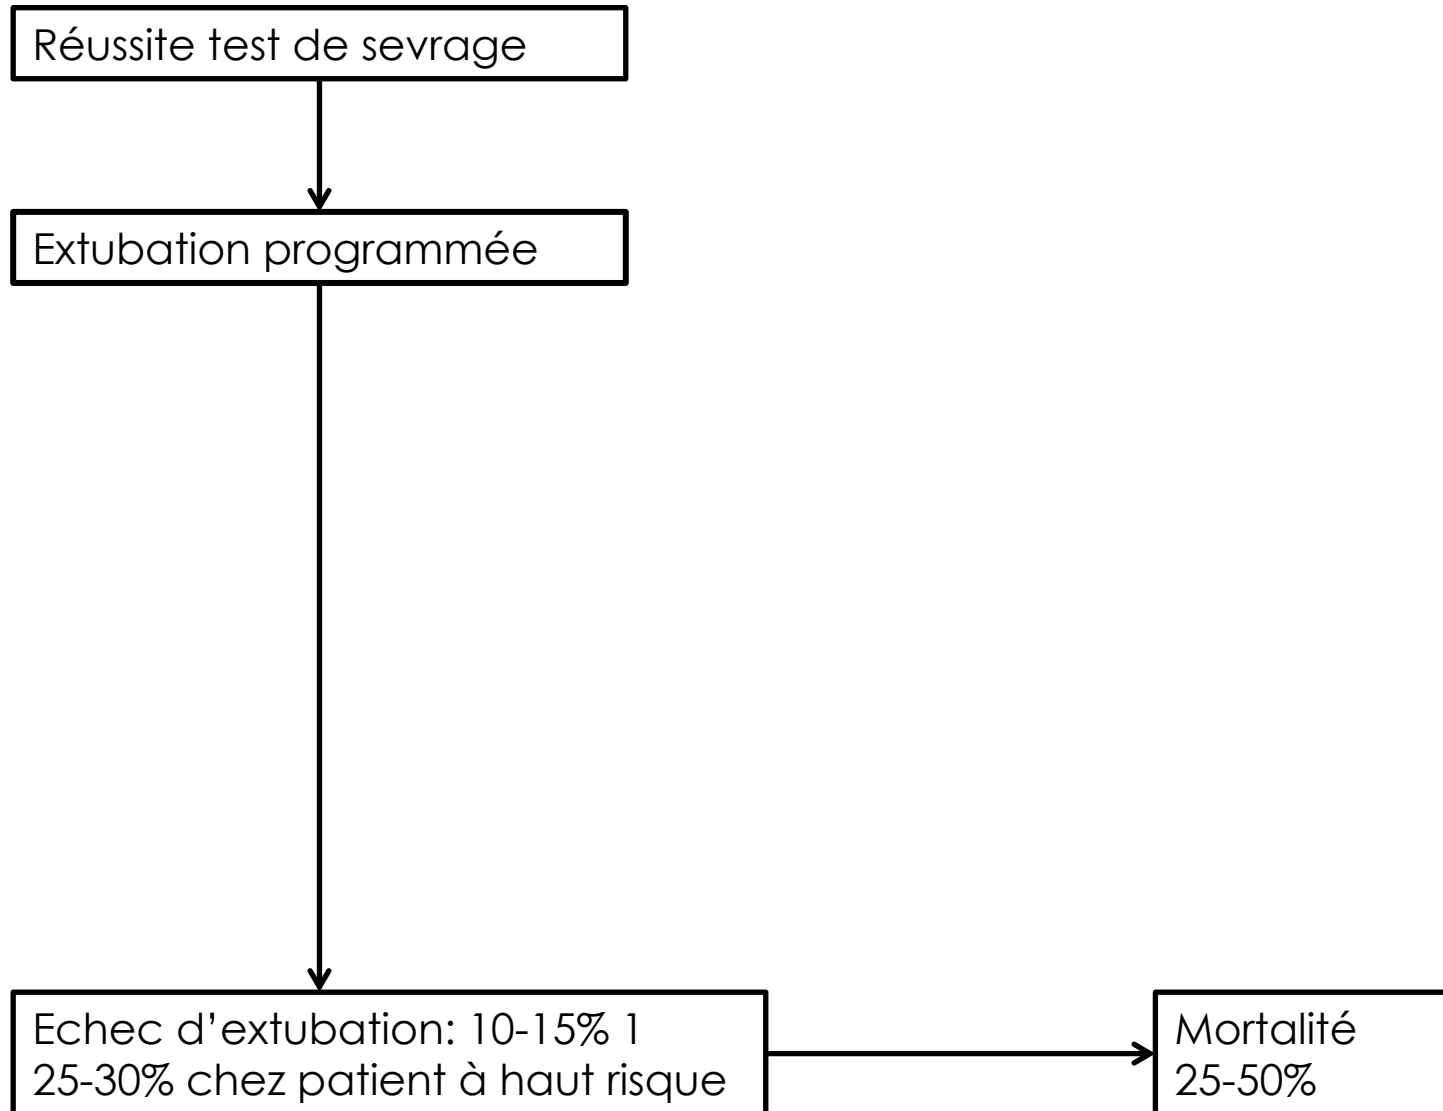 Réussite test de sevrage
Extubation programmée
Echec d’extubation: 10-15% 1
25-30% chez patient à haut risque
Mortalité
25-50%